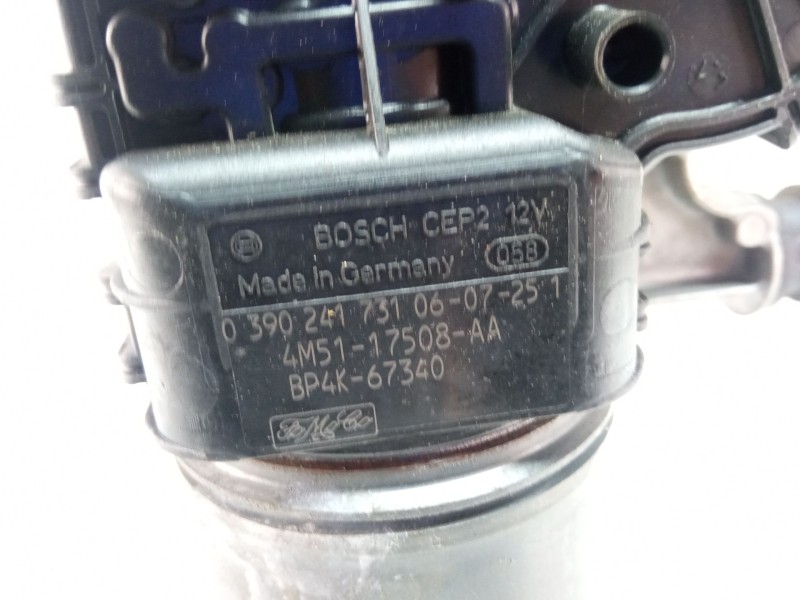 BOSCH CEP2 12V
Made in Germany 058
0 390 241 731 06-07-25 1
4M51-17508-AA
BP4K-67340
FoMoCo